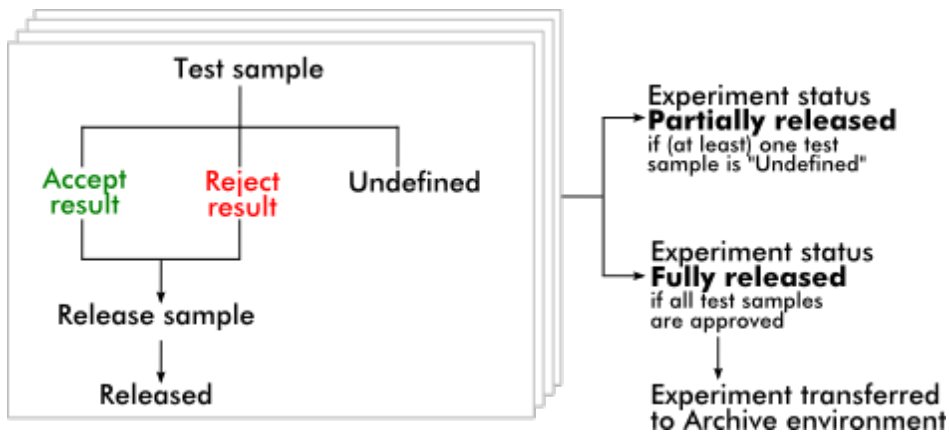 Test sample
Accept
result
Reject
result
Undefined
Release sample
Released
Experiment status
Partially released
if (at least) one test
sample is "Undefined"
Experiment status
Fully released
if all test samples
are approved
Experiment transferred
to Archive environment